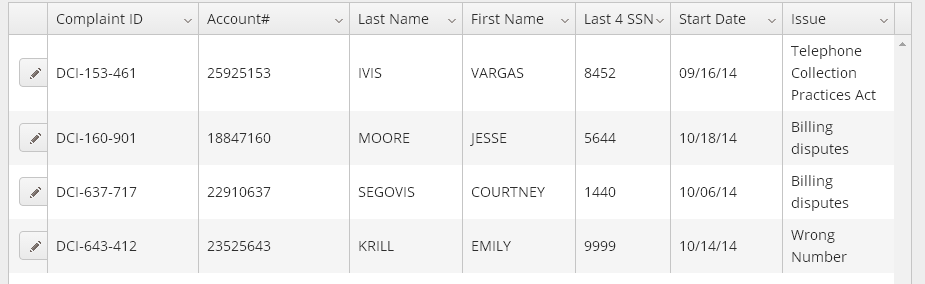 Complaint ID Account# Last Name First Name Last 4 SSN Start Date Issue
Telephone
DCI-153-461 25925153 IVIS VARGAS 8452 09/16/14 Collection
Practices Act
DCI-160-901 18847160 MOORE JESSE 5644 10/18/14 Billing
disputes
DCI-637-717 22910637 SEGOVIS COURTNEY 1440 10/06/14 Billing
disputes
DCI-643-412 23525643 KRILL EMILY 9999 10/14/14 Wrong
Number